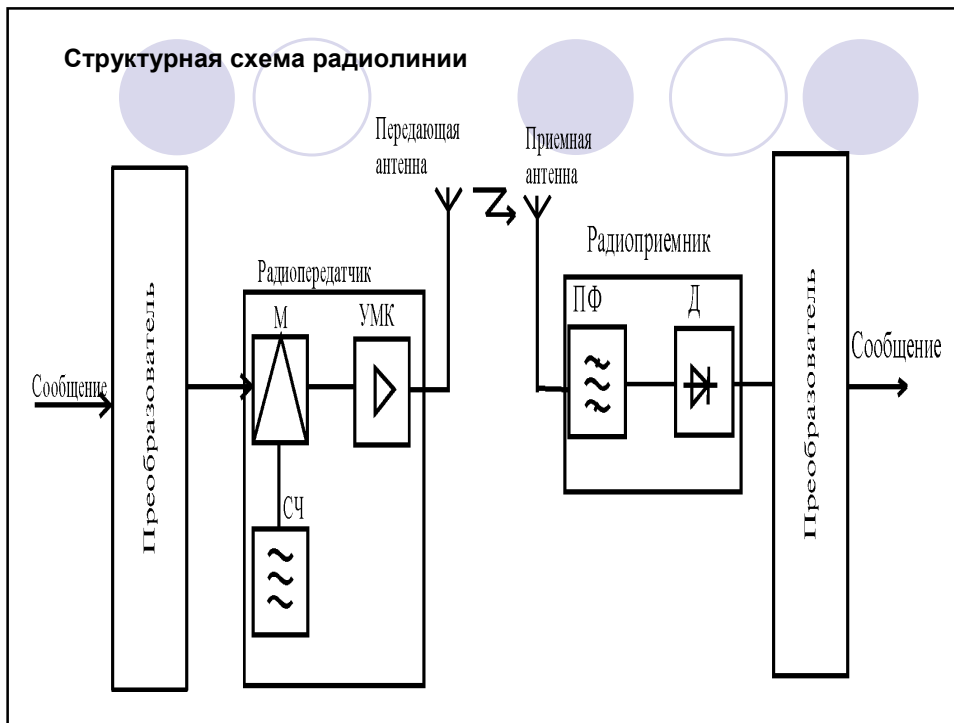 Структурная схема радиолинии
Передающая
антенна
Приемная
антенна
Радиоприемник
Радиопередатчик
ПФ
Д
М
УМК
Сообщение
Преобразователь
СЧ
Преобразователь
Сообщение